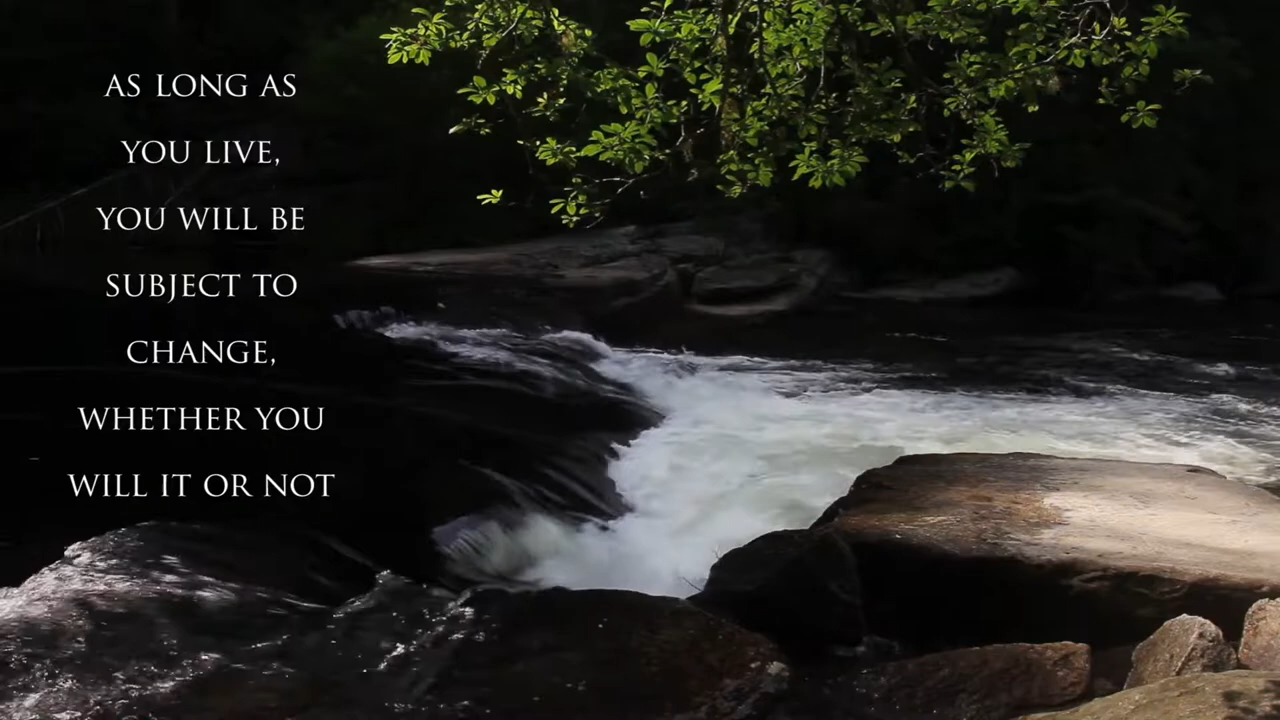 AS LONG AS
YOU LIVE,
YOU WILL BE
SUBJECT TO
CHANGE,
WHETHER YOU
WILL IT OR NOT